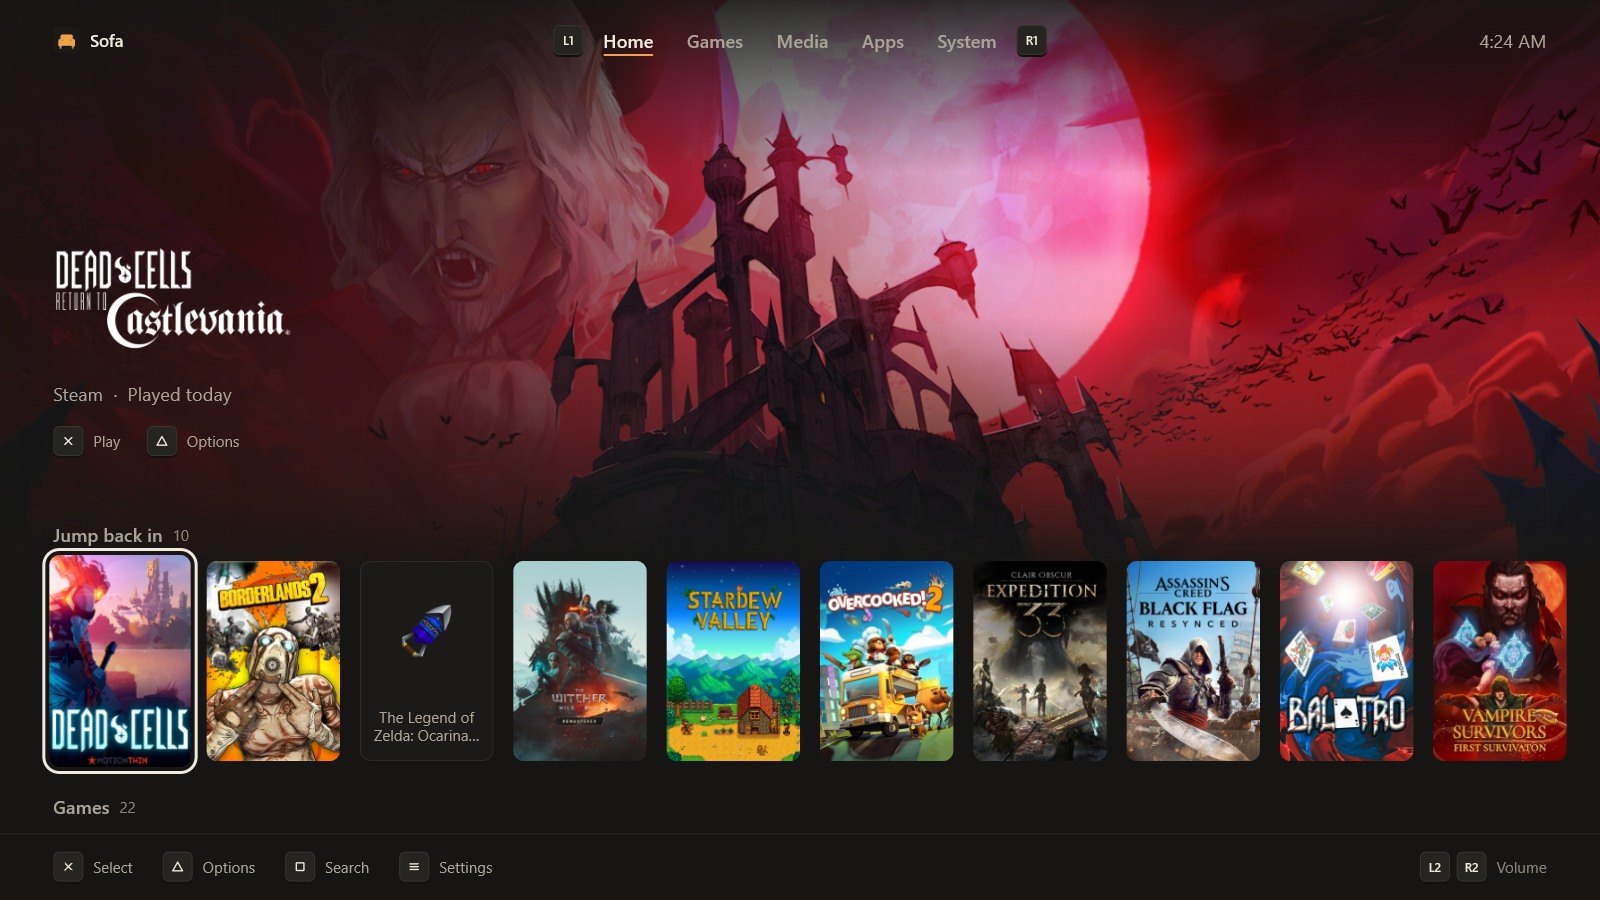 Sofa
L1 Home Games Media Apps System R1
4:24 AM
DEAD CELLS
RETURN TO
Castlevania
Steam · Played today
Play Options
Jump back in 10
DEAD CELLS
MOTION TWIN
BORDERLANDS 2
The Legend of
Zelda: Ocarina...
THE
WITCHER
WILD HUNT
REMASTERED
STARDEW
VALLEY
OVERCOOKED! 2
CLAIR OBSCUR
EXPEDITION
33
ASSASSIN'S
CREED
BLACK FLAG
RESYNCED
BALATRO
VAMPIRE
SURVIVORS
FIRST SURVIVATON
Games 22
Select Options Search Settings
L2 R2 Volume